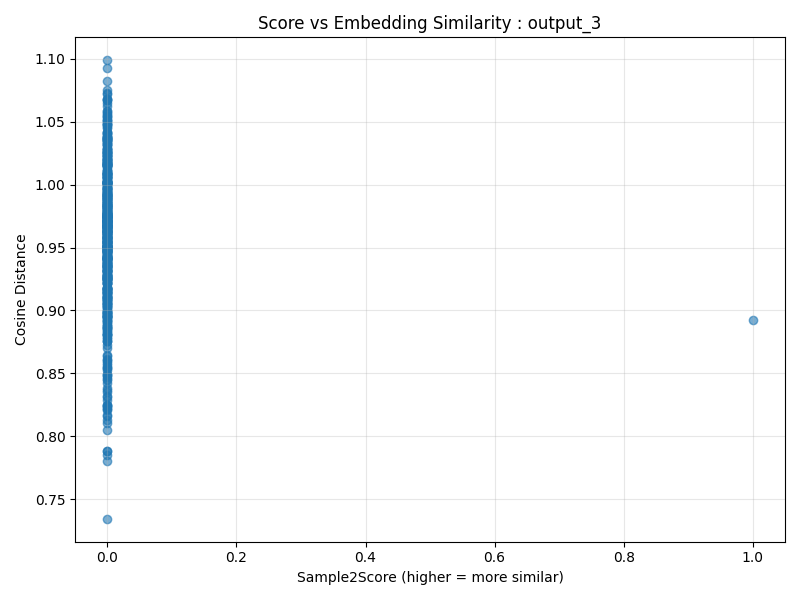 Score vs Embedding Similarity : output_3
Cosine Distance
1.10
1.05
1.00
0.95
0.90
0.85
0.80
0.75
0.0 0.2 0.4 0.6 0.8 1.0
Sample2Score (higher = more similar)